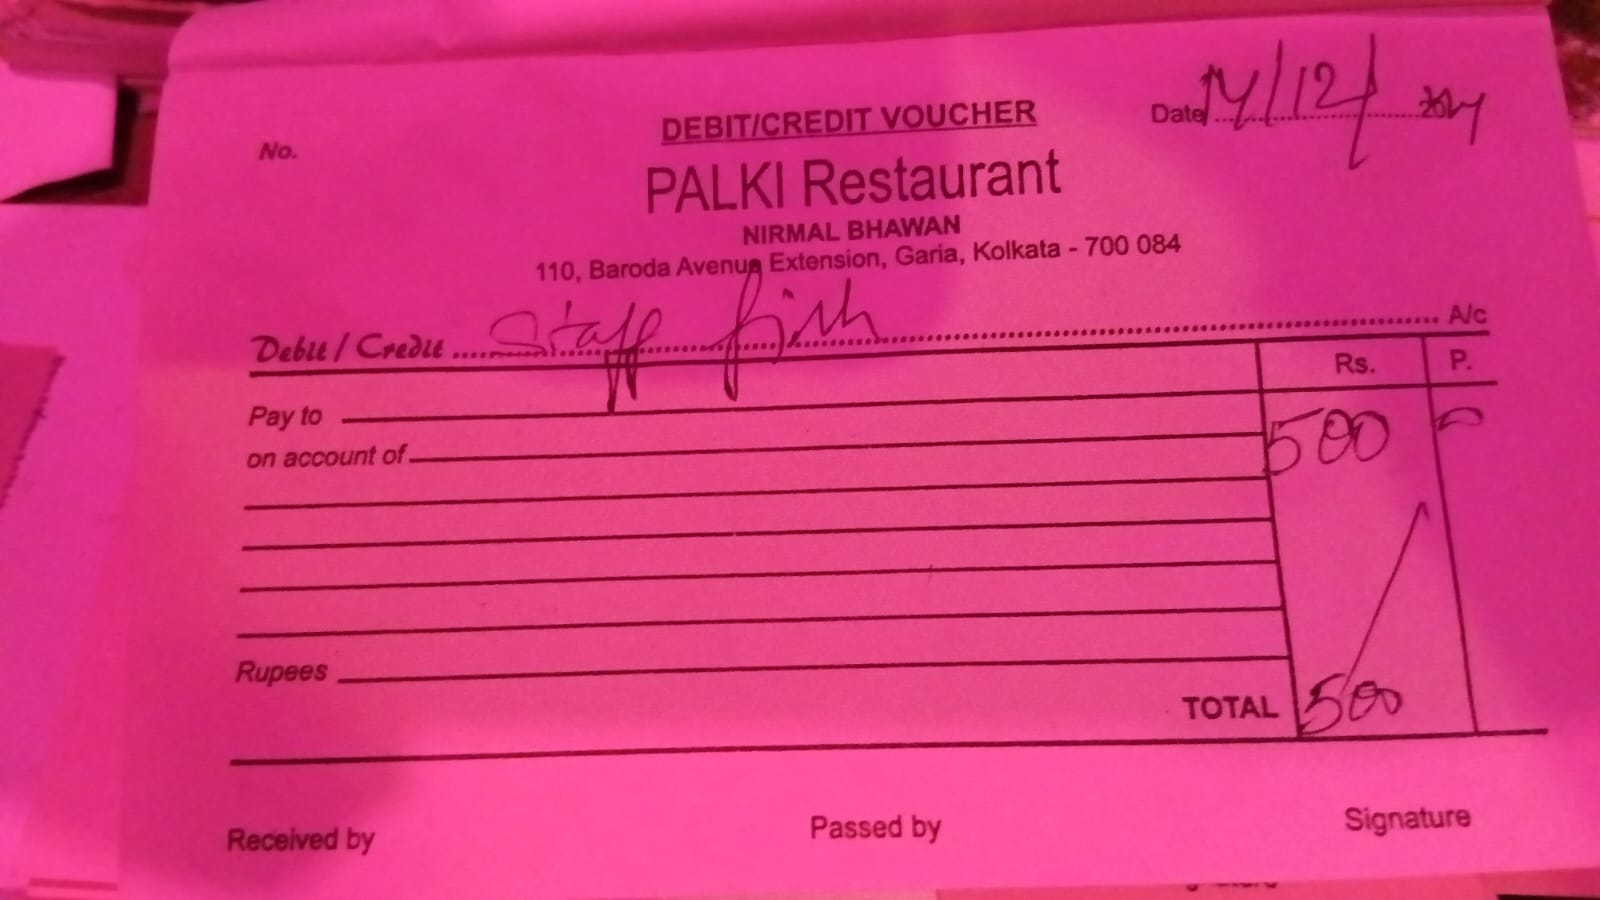 No.
DEBIT/CREDIT VOUCHER
Date 14/12/ 2024
PALKI Restaurant
NIRMAL BHAWAN
110, Baroda Avenue Extension, Garia, Kolkata - 700 084
Debit / Credit Staff fish A/c
Rs. P.
Pay to
on account of
500
Rupees
TOTAL 500
Received by Passed by Signature